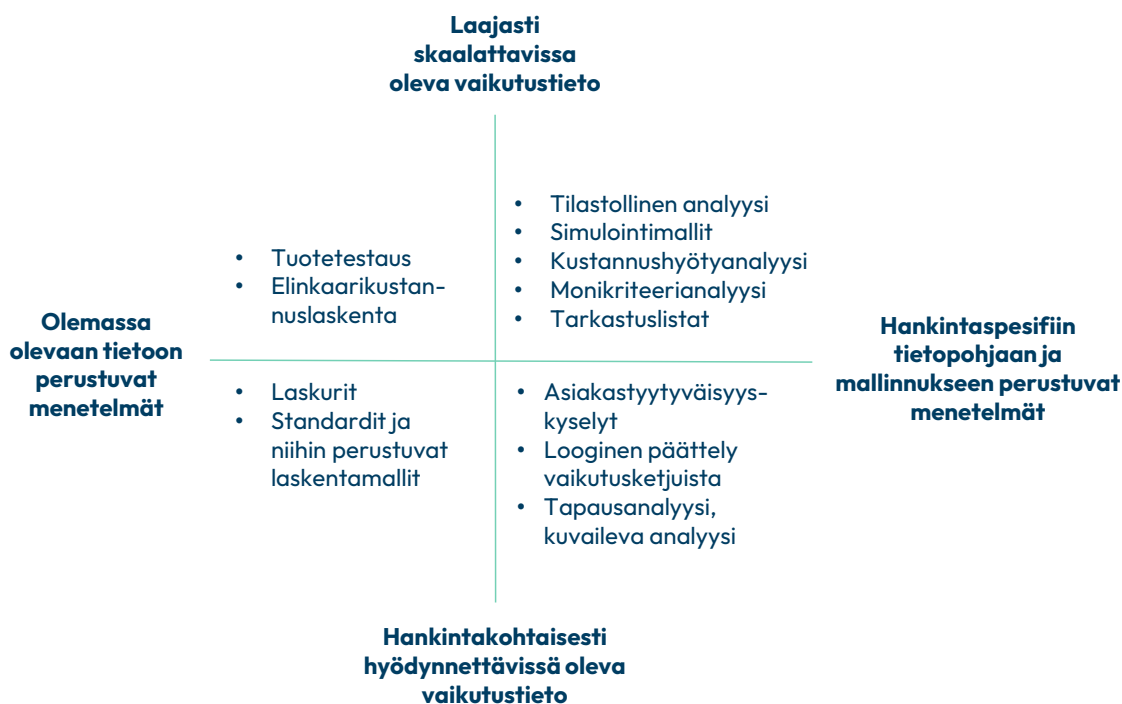 Laajasti
skaalattavissa
oleva vaikutustieto
• Tuotetestaus
• Elinkaarikustan-
nuslaskenta
• Tilastollinen analyysi
• Simulointimallit
• Kustannushyötyanalyysi
• Monikriteerianalyysi
• Tarkastuslistat
Olemassa
olevaan tietoon
perustuvat
menetelmät
Hankintaspesifiin
tietopohjaan ja
mallinnukseen perustuvat
menetelmät
• Laskurit
• Standardit ja
niihin perustuvat
laskentamallit
• Asiakastyytyväisyys-
kyselyt
• Looginen päättely
vaikutusketjuista
• Tapausanalyysi,
kuvaileva analyysi
Hankintakohtaisesti
hyödynnettävissä oleva
vaikutustieto